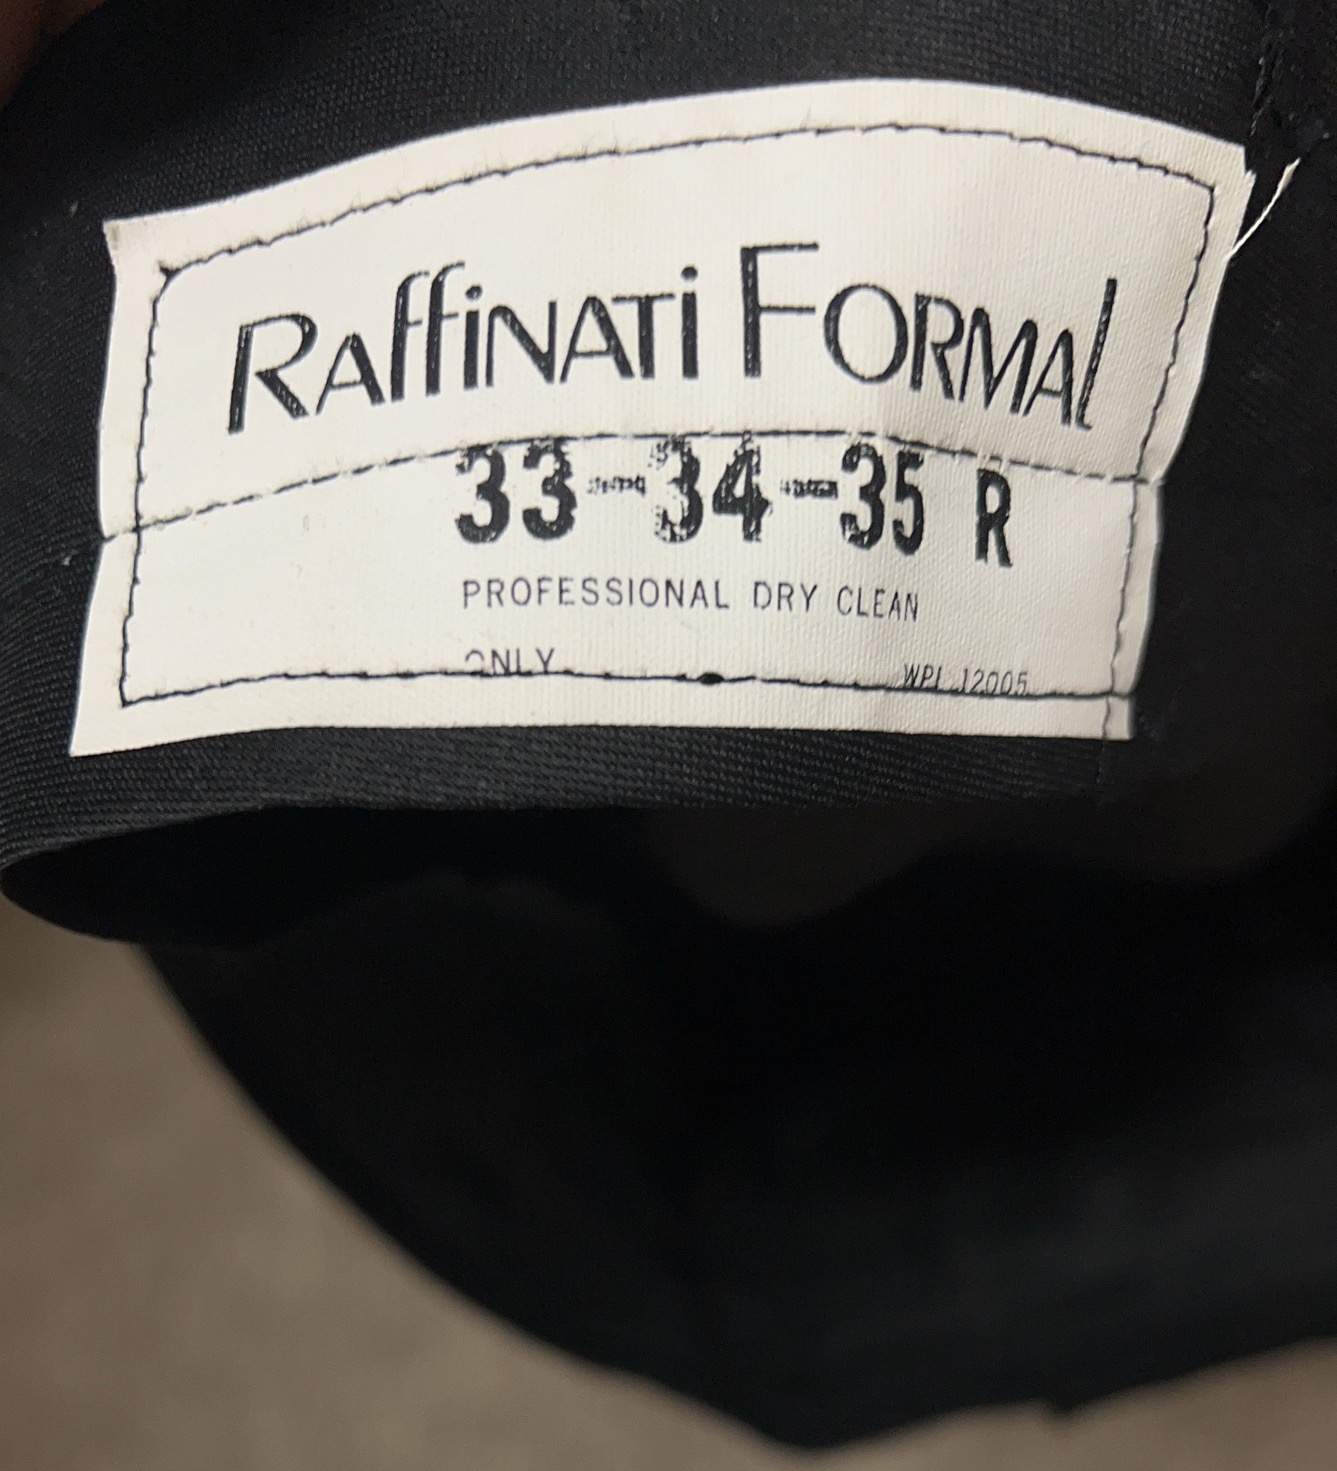 Raffinati Formal
33-34-35 R
PROFESSIONAL DRY CLEAN
ONLY
WPL 12005